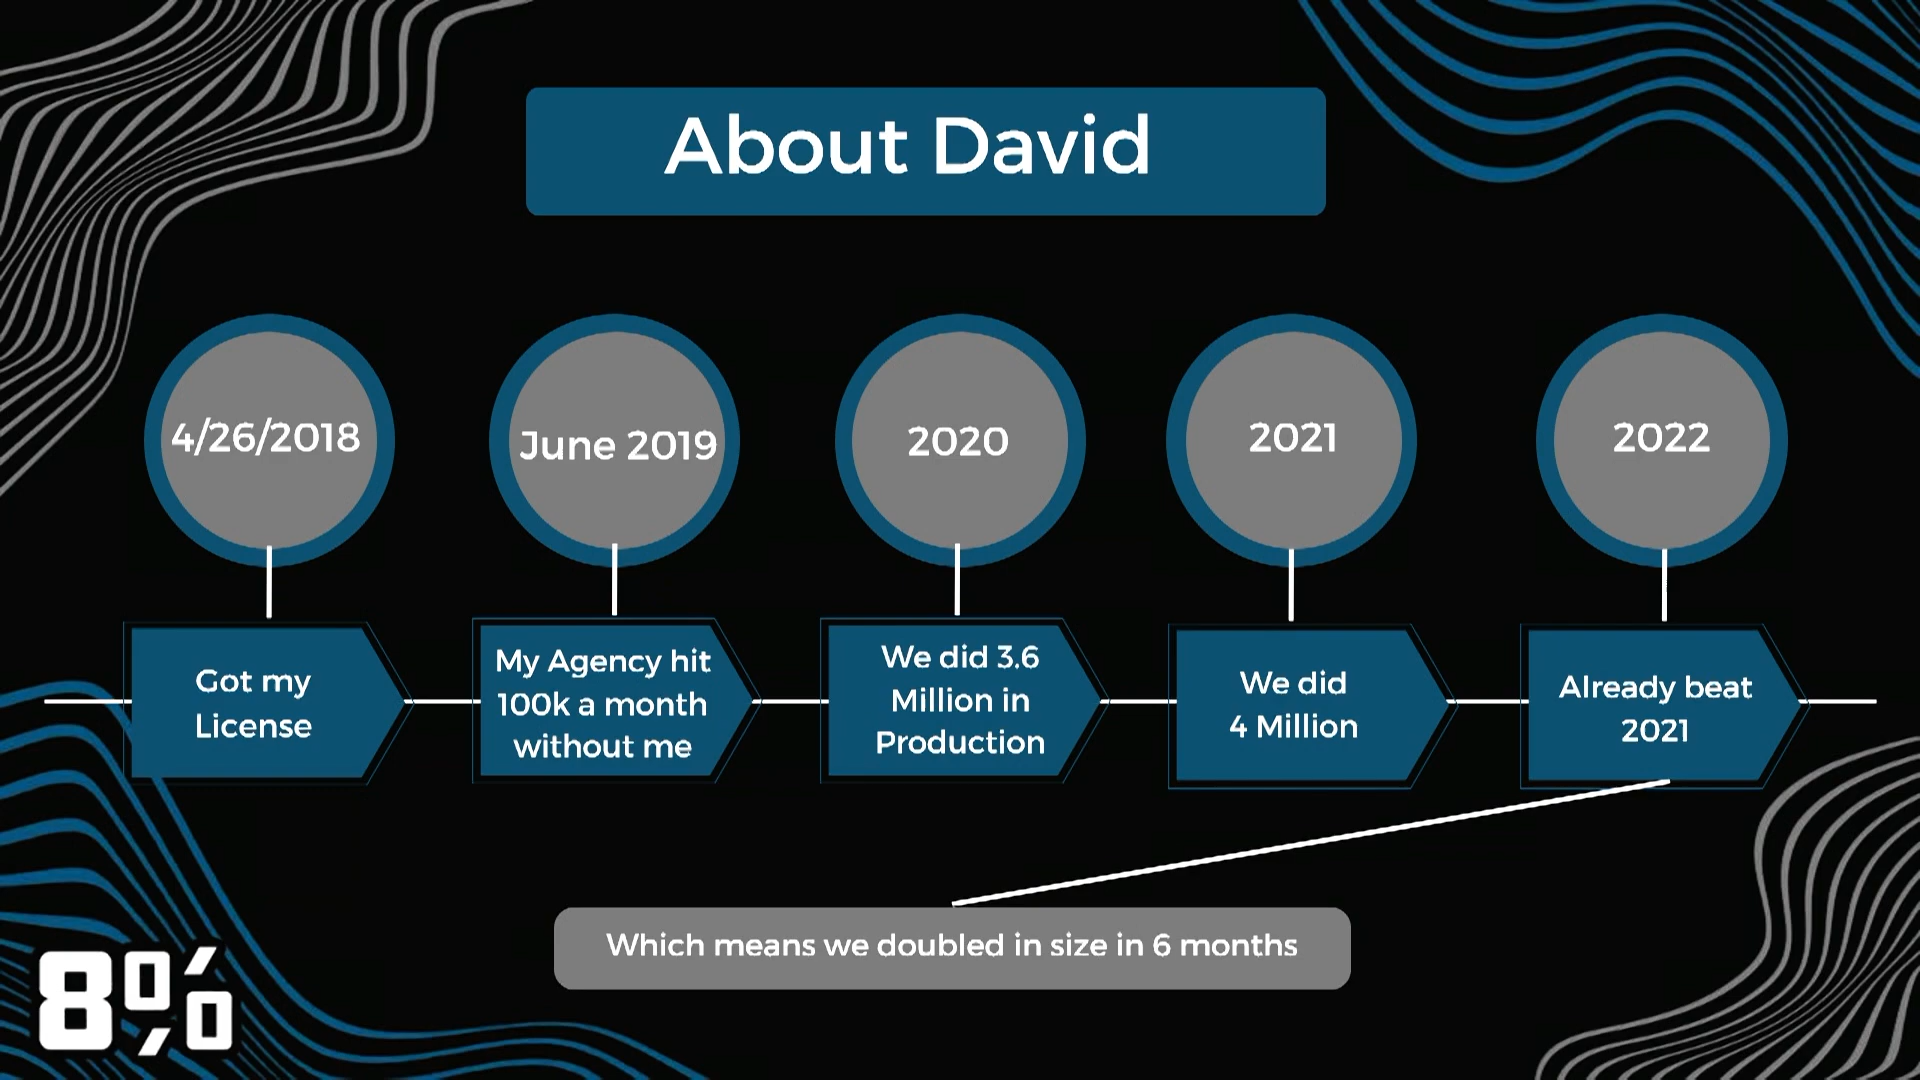 About David
4/26/2018
June 2019
2020
2021
2022
Got my
License
My Agency hit
100k a month
without me
We did 3.6
Million in
Production
We did
4 Million
Already beat
2021
Which means we doubled in size in 6 months
8%